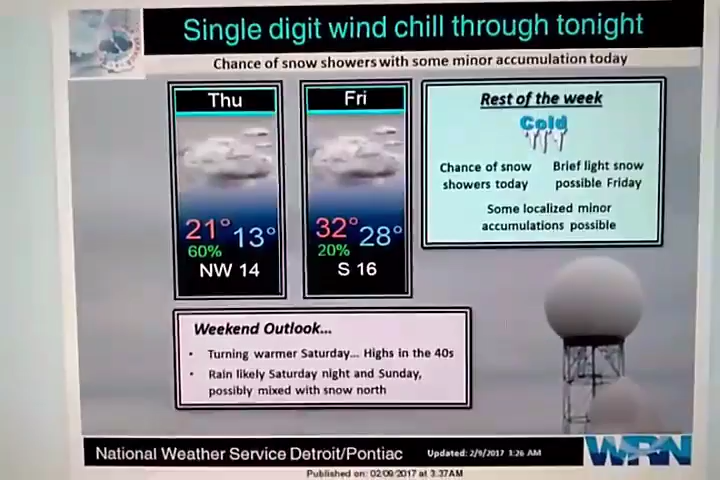 Single digit wind chill through tonight
Chance of snow showers with some minor accumulation today
Thu
21° 13°
60%
NW 14
Fri
32° 28°
20%
S 16
Rest of the week
Cold
Chance of snow showers today
Brief light snow possible Friday
Some localized minor
accumulations possible
Weekend Outlook...
• Turning warmer Saturday... Highs in the 40s
• Rain likely Saturday night and Sunday,
possibly mixed with snow north
National Weather Service Detroit/Pontiac
Updated: 2/9/2017 3:26 AM
WRN
Published on: 02/09/2017 at 3:37AM